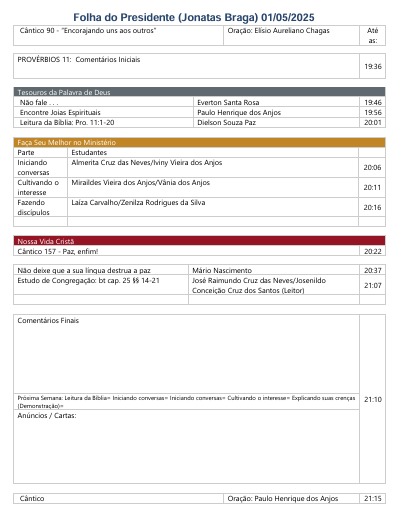 Folha do Presidente (Jonatas Braga) 01/05/2025
Cântico 90 - "Encorajando uns aos outros" Oração: Elísio Aureliano Chagas Até
as:
PROVÉRBIOS 11: Comentários Iniciais
19:36
Tesouros da Palavra de Deus
Não fale . . . Everton Santa Rosa 19:46
Encontre Joias Espirituais Paulo Henrique dos Anjos 19:56
Leitura da Bíblia: Pro. 11:1-20 Dielson Souza Paz 20:01
Faça Seu Melhor no Ministério
Parte Estudantes
Iniciando Almerita Cruz das Neves/Iviny Vieira dos Anjos
conversas 20:06
Cultivando o Miraildes Vieira dos Anjos/Vânia dos Anjos
interesse 20:11
Fazendo Laíza Carvalho/Zenilza Rodrigues da Silva
discípulos 20:16
Nossa Vida Cristã
Cântico 157 - Paz, enfim! 20:22
Não deixe que a sua língua destrua a paz Mário Nascimento 20:37
Estudo de Congregação: bt cap. 25 §§ 14-21 José Raimundo Cruz das Neves/Josenildo
Conceição Cruz dos Santos (Leitor) 21:07
Comentários Finais
Próxima Semana: Leitura da Bíblia= Iniciando conversas= Iniciando conversas= Cultivando o interesse= Explicando suas crenças
(Demonstração)=
21:10
Anúncios / Cartas:
Cântico Oração: Paulo Henrique dos Anjos 21:15